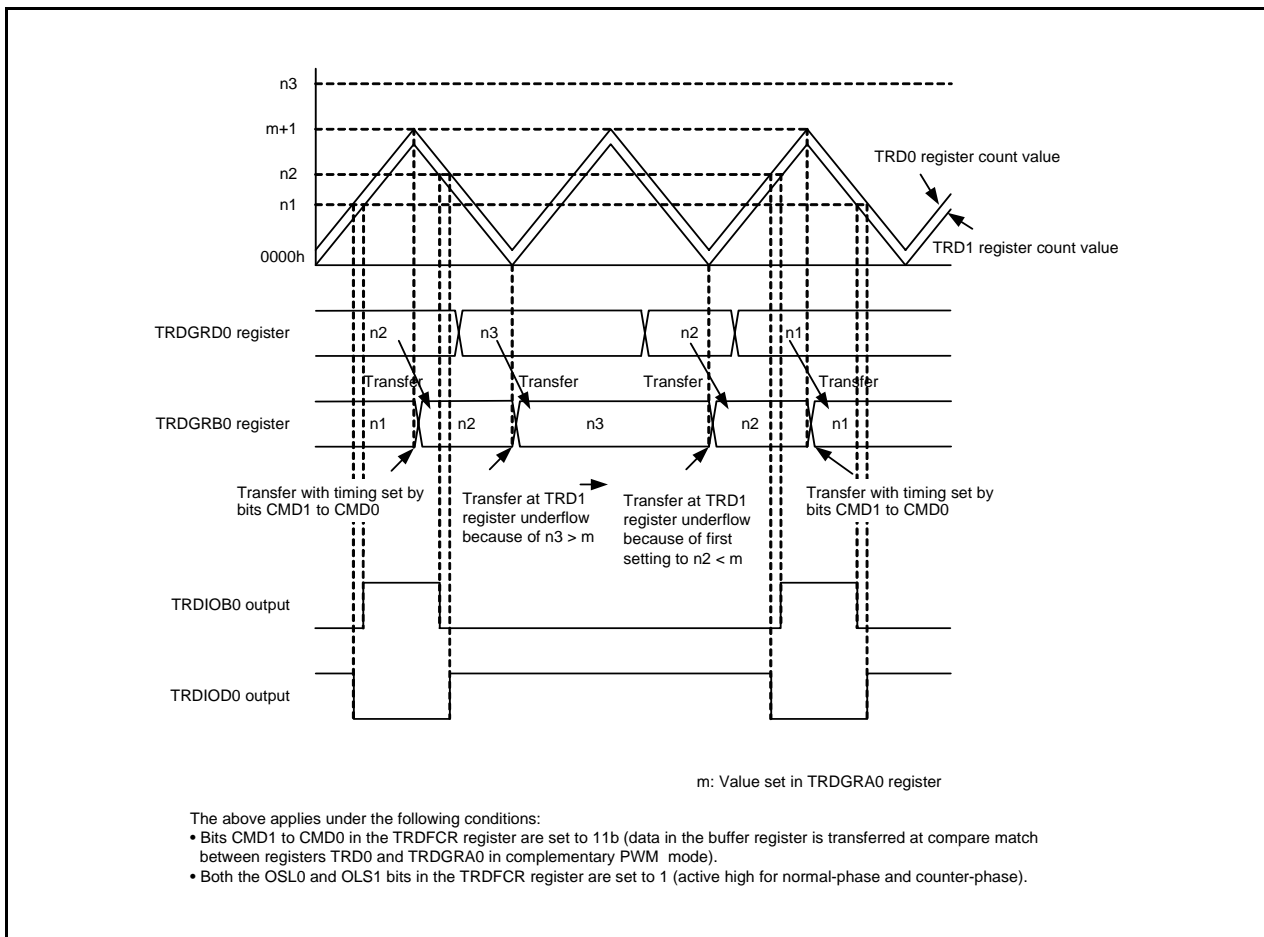 n3
m+1
n2
n1
0000h
TRD0 register count value
TRD1 register count value
TRDGRD0 register
n2
n3
n2
n1
Transfer
Transfer
Transfer
Transfer
TRDGRB0 register
n1
n2
n3
n2
n1
Transfer with timing set by
bits CMD1 to CMD0
Transfer at TRD1
register underflow
because of n3 > m
Transfer at TRD1
register underflow
because of first
setting to n2 < m
Transfer with timing set by
bits CMD1 to CMD0
TRDIOB0 output
TRDIOD0 output
m: Value set in TRDGRA0 register
The above applies under the following conditions:
• Bits CMD1 to CMD0 in the TRDFCR register are set to 11b (data in the buffer register is transferred at compare match
between registers TRD0 and TRDGRA0 in complementary PWM mode).
• Both the OSL0 and OLS1 bits in the TRDFCR register are set to 1 (active high for normal-phase and counter-phase).